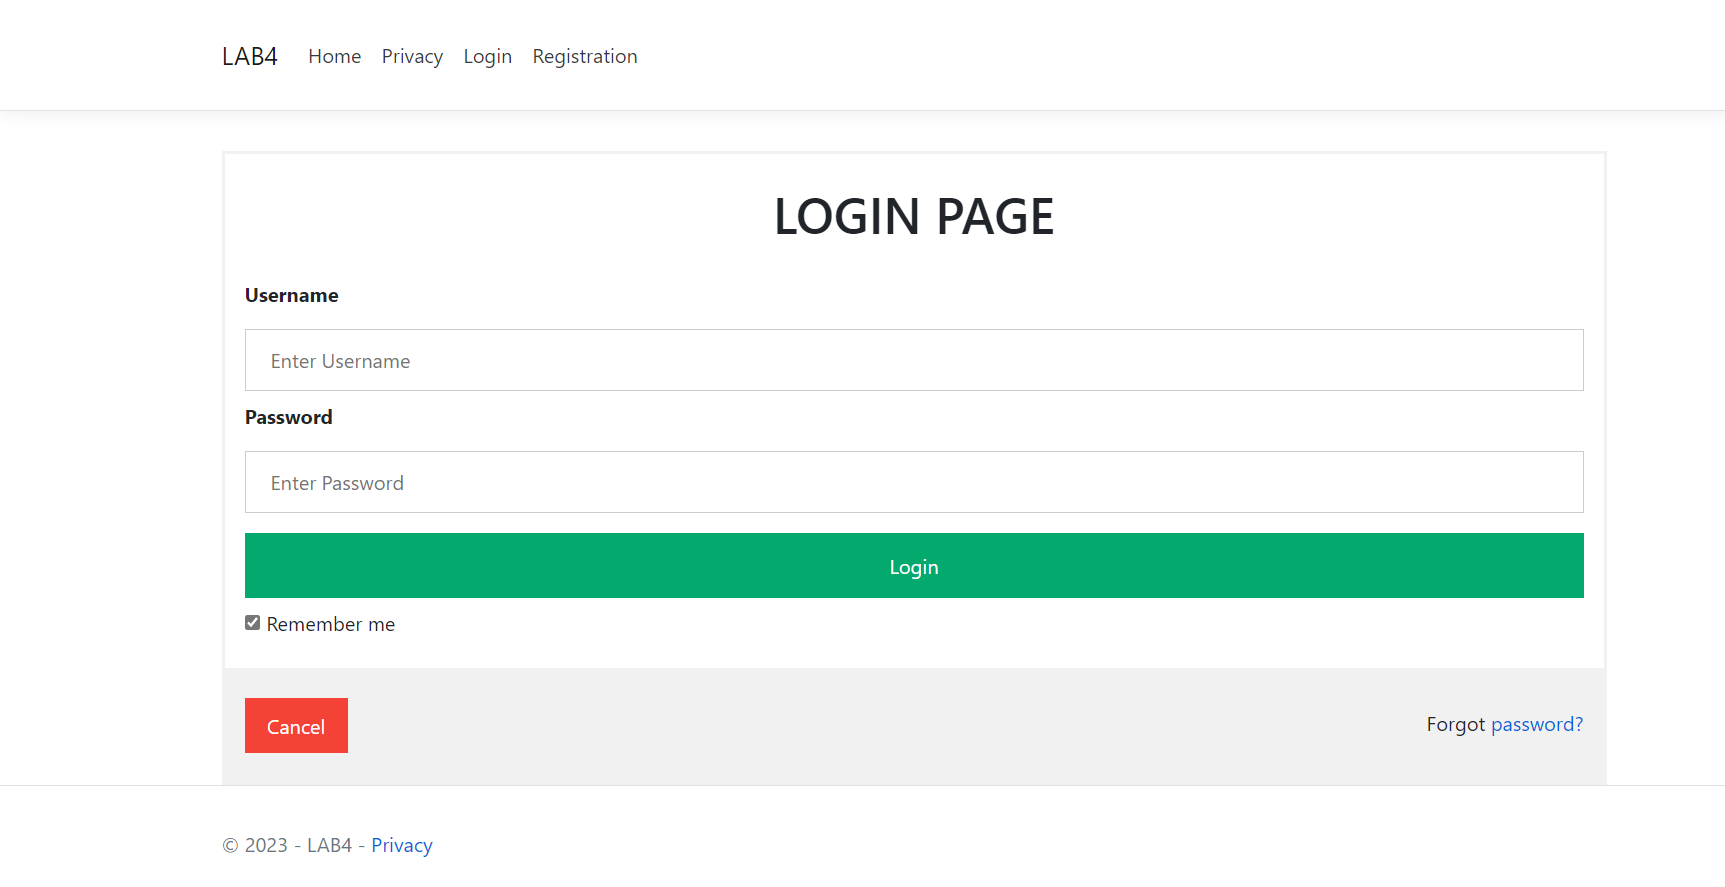 LAB4 Home Privacy Login Registration
LOGIN PAGE
Username
Enter Username
Password
Enter Password
Login
Remember me
Cancel
Forgot password?
© 2023 - LAB4 - Privacy